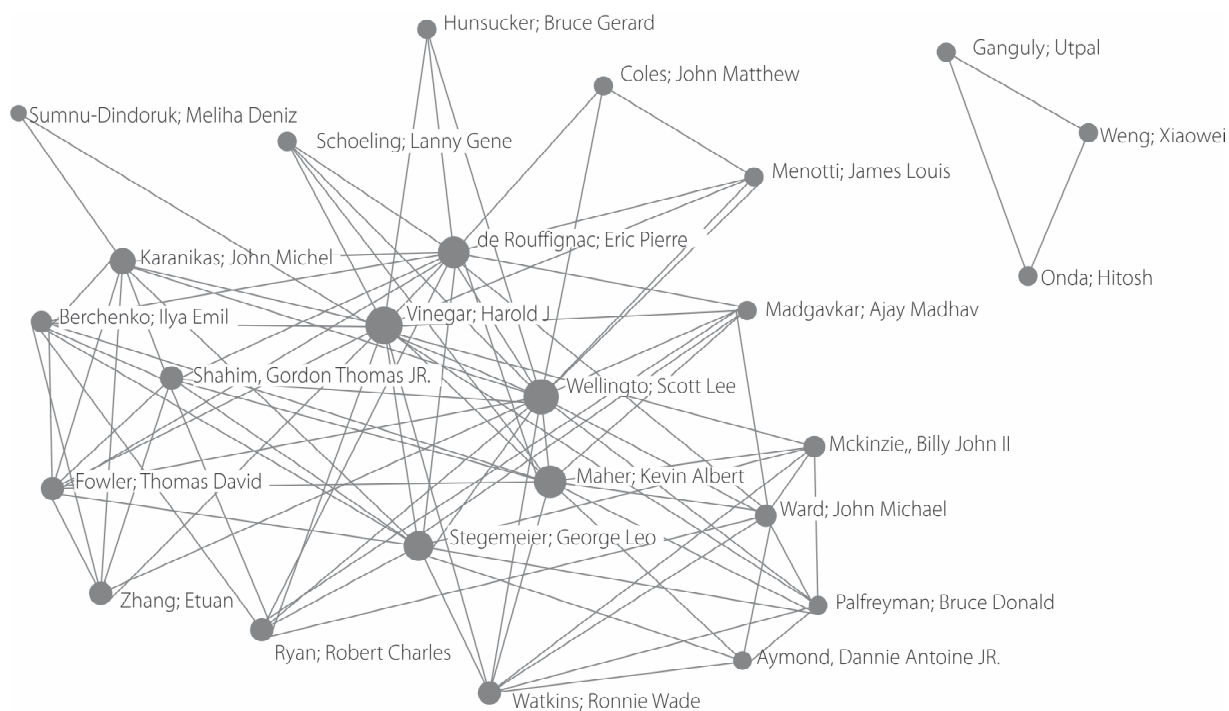 Hunsucker; Bruce Gerard
Ganguly; Utpal
Coles; John Matthew
Sumnu-Dindoruk; Meliha Deniz
Weng; Xiaowei
Schoeling; Lanny Gene
Menotti; James Louis
de Rouffignac; Eric Pierre
Karanikas; John Michel
Onda; Hitosh
Berchenko; Ilya Emil
Vinegar; Harold J
Madgavkar; Ajay Madhav
Shahim, Gordon Thomas JR.
Wellingto; Scott Lee
Mckinzie,, Billy John II
Fowler; Thomas David
Maher; Kevin Albert
Ward; John Michael
Stegemeier; George Leo
Zhang; Etuan
Palfreyman; Bruce Donald
Ryan; Robert Charles
Aymond, Dannie Antoine JR.
Watkins; Ronnie Wade